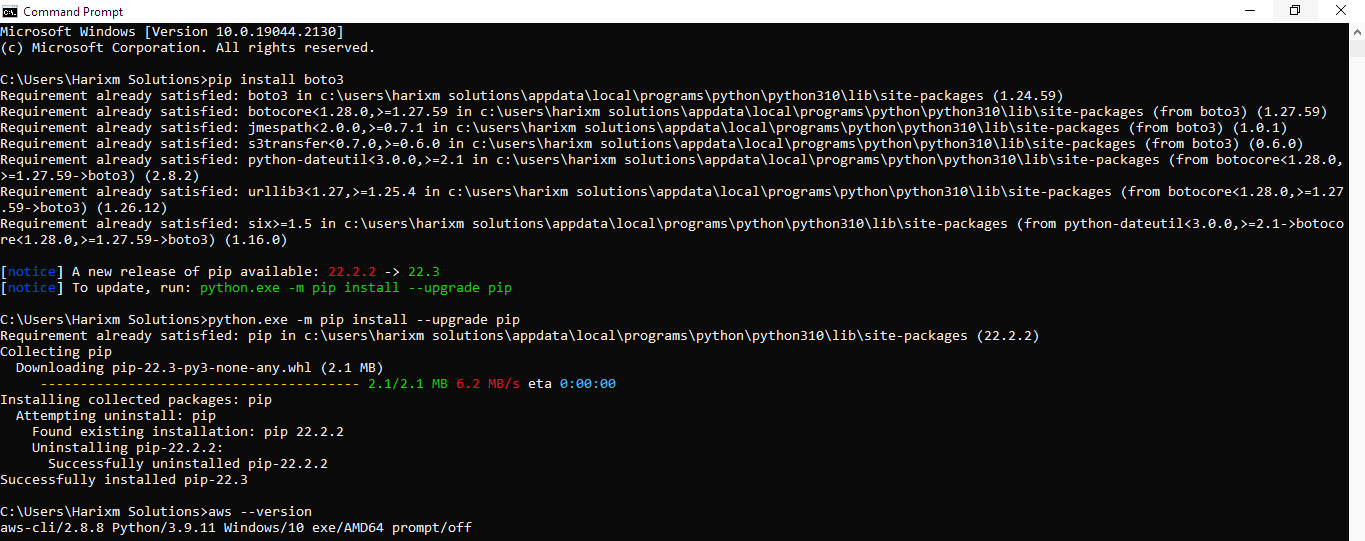 Command Prompt
Microsoft Windows [Version 10.0.19044.2130]
(c) Microsoft Corporation. All rights reserved.
C:\Users\Harixm Solutions>pip install boto3
Requirement already satisfied: boto3 in c:\users\harixm solutions\appdata\local\programs\python\python310\lib\site-packages (1.24.59)
Requirement already satisfied: botocore<1.28.0,>=1.27.59 in c:\users\harixm solutions\appdata\local\programs\python\python310\lib\site-packages (from boto3) (1.27.59)
Requirement already satisfied: jmespath<2.0.0,>=0.7.1 in c:\users\harixm solutions\appdata\local\programs\python\python310\lib\site-packages (from boto3) (1.0.1)
Requirement already satisfied: s3transfer<0.7.0,>=0.6.0 in c:\users\harixm solutions\appdata\local\programs\python\python310\lib\site-packages (from boto3) (0.6.0)
Requirement already satisfied: python-dateutil<3.0.0,>=2.1 in c:\users\harixm solutions\appdata\local\programs\python\python310\lib\site-packages (from botocore<1.28.0,
>=1.27.59->boto3) (2.8.2)
Requirement already satisfied: urllib3<1.27,>=1.25.4 in c:\users\harixm solutions\appdata\local\programs\python\python310\lib\site-packages (from botocore<1.28.0,>=1.27
.59->boto3) (1.26.12)
Requirement already satisfied: six>=1.5 in c:\users\harixm solutions\appdata\local\programs\python\python310\lib\site-packages (from python-dateutil<3.0.0,>=2.1->botoco
re<1.28.0,>=1.27.59->boto3) (1.16.0)
[notice] A new release of pip available: 22.2.2 -> 22.3
[notice] To update, run: python.exe -m pip install --upgrade pip
C:\Users\Harixm Solutions>python.exe -m pip install --upgrade pip
Requirement already satisfied: pip in c:\users\harixm solutions\appdata\local\programs\python\python310\lib\site-packages (22.2.2)
Collecting pip
Downloading pip-22.3-py3-none-any.whl (2.1 MB)
---------------------------------------- 2.1/2.1 MB 6.2 MB/s eta 0:00:00
Installing collected packages: pip
Attempting uninstall: pip
Found existing installation: pip 22.2.2
Uninstalling pip-22.2.2:
Successfully uninstalled pip-22.2.2
Successfully installed pip-22.3
C:\Users\Harixm Solutions>aws --version
aws-cli/2.8.8 Python/3.9.11 Windows/10 exe/AMD64 prompt/off